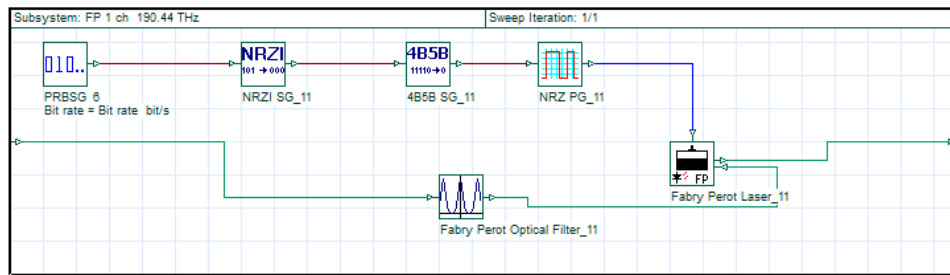 Subsystem: FP 1 ch 190.44 THz
Sweep Iteration: 1/1
010..
NRZI
101 → 000
4B5B
11110→0
PRBSG 6
Bit rate = Bit rate bit/s
NRZI SG_11
4B5B SG_11
NRZ PG_11
FP
Fabry Perot Laser_11
Fabry Perot Optical Filter_11